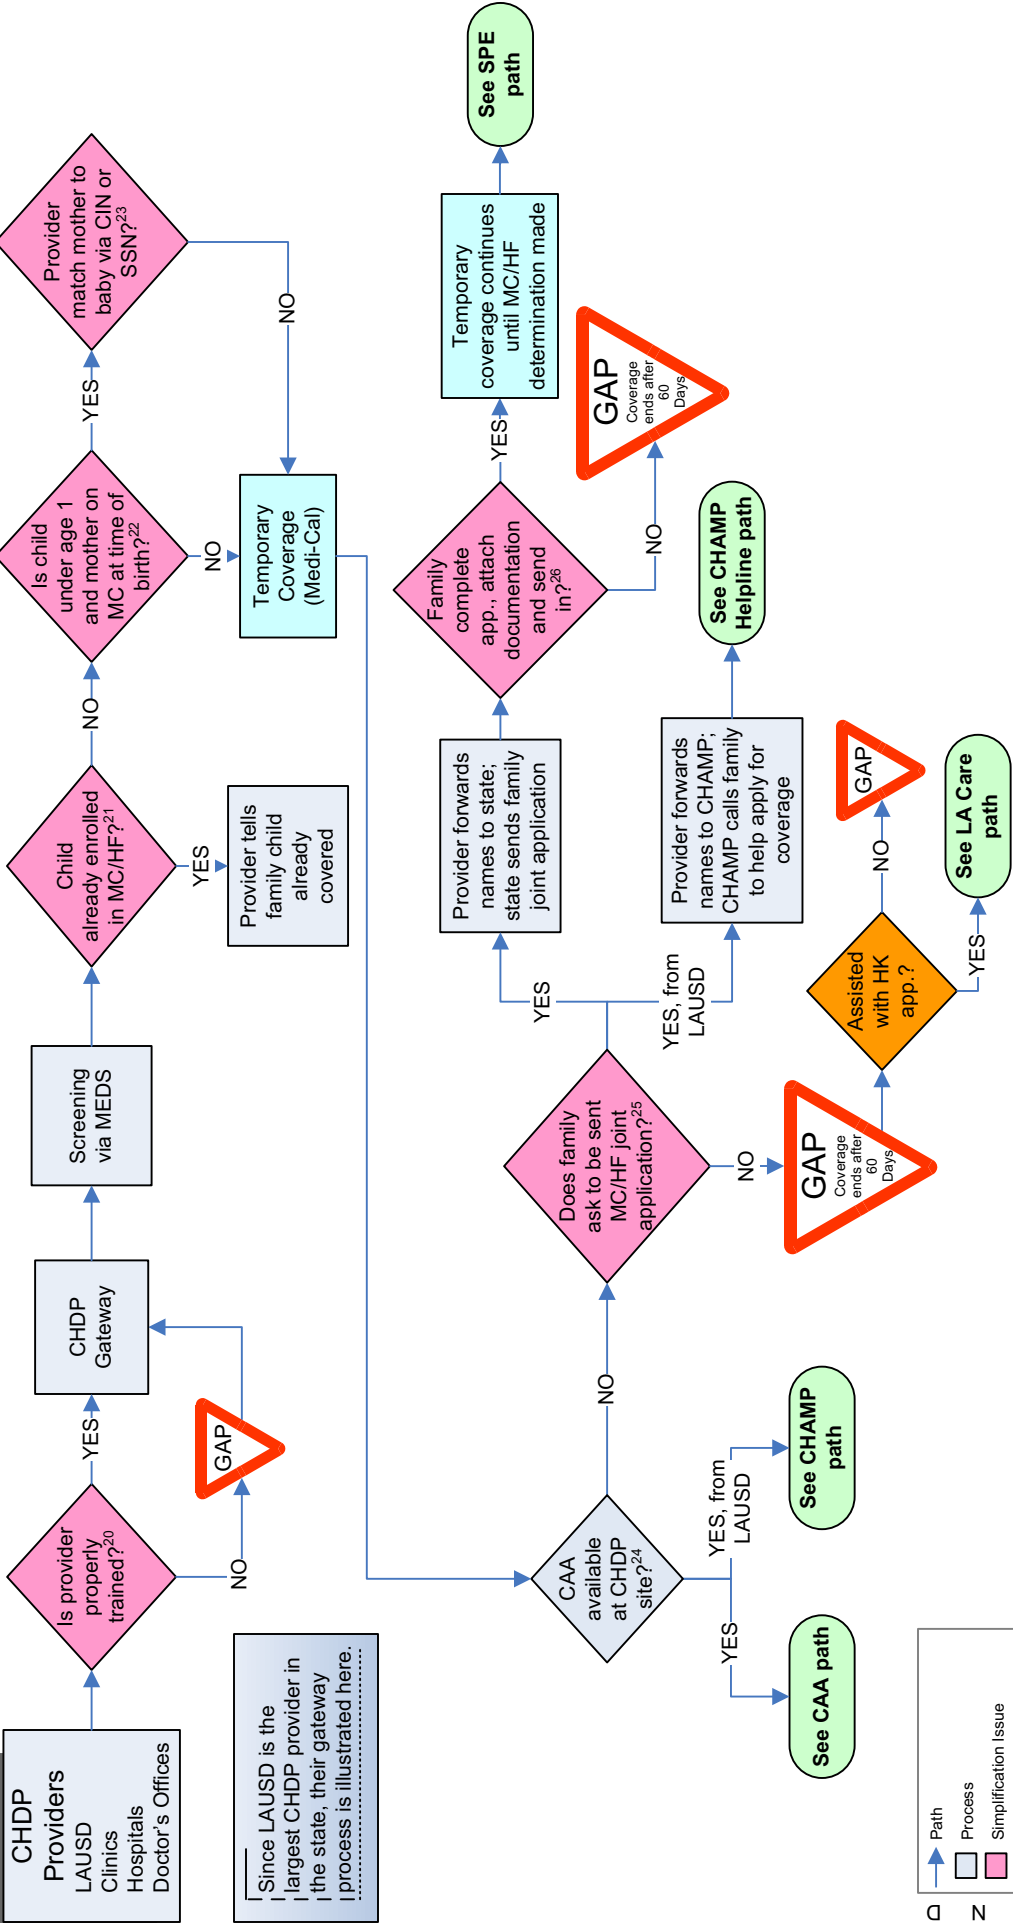 CHDP
Providers
LAUSD
Clinics
Hospitals
Doctor's Offices
Since LAUSD is the
largest CHDP provider in
the state, their gateway
process is illustrated here.
Is provider
properly
trained?20
YES
NO
GAP
CHDP
Gateway
Screening
via MEDS
Child
already enrolled
in MC/HF?21
YES
Provider tells
family child
already
covered
NO
Is child
under age 1
and mother on
MC at time of
birth?22
YES
NO
Provider
match mother to
baby via CIN or
SSN?23
NO
Temporary
Coverage
(Medi-Cal)
CAA
available
at CHDP
site?24
YES
See CAA path
YES, from
LAUSD
See CHAMP
path
NO
Does family
ask to be sent
MC/HF joint
application?25
YES
YES, from
LAUSD
NO
GAP
Coverage
ends after
60
Days
Assisted
with HK
app.?
NO
GAP
YES
See LA Care
path
Provider forwards
names to state;
state sends family
joint application
Provider forwards
names to CHAMP;
CHAMP calls family
to help apply for
coverage
See CHAMP
Helpline path
Family
complete
app., attach
documentation
and send
in?26
YES
NO
GAP
Coverage
ends after
60
Days
Temporary
coverage continues
until MC/HF
determination made
See SPE
path
Path
Process
Simplification Issue